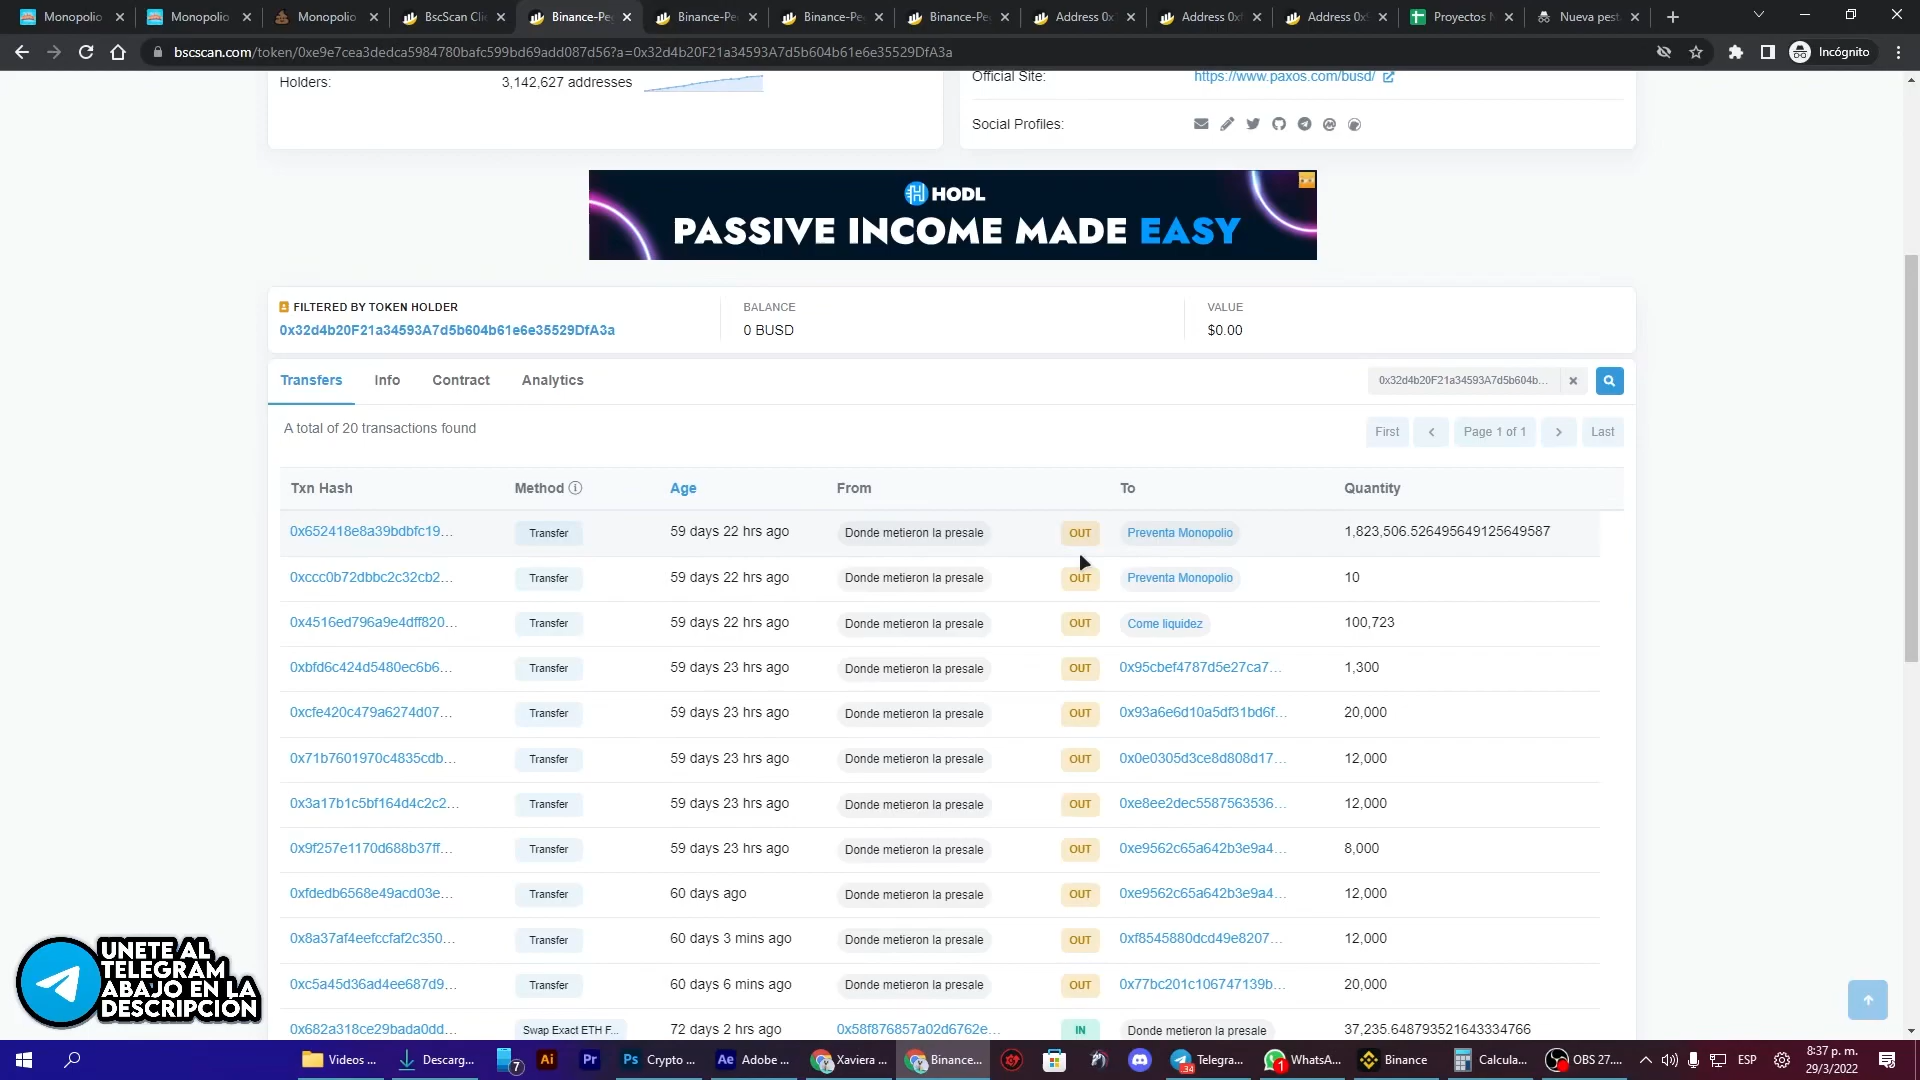 Monopolio
Monopolio
Monopolio
BscScan Cli
Binance-Pe
Binance-Pe
Binance-Pe
Binance-Pe
Address 0x
Address 0x
Address 0x
Proyectos
Nueva pest
bscscan.com/token/0xe9e7cea3dedca5984780bafc599bd69add087d56?a=0x32d4b20F21a34593A7d5b604b61e6e35529DfA3a
Incógnito
Holders:
3,142,627 addresses
Official Site:
https://www.paxos.com/busd/
Social Profiles:
HODL
PASSIVE INCOME MADE EASY
FILTERED BY TOKEN HOLDER
0x32d4b20F21a34593A7d5b604b61e6e35529DfA3a
BALANCE
0 BUSD
VALUE
$0.00
Transfers
Info
Contract
Analytics
0x32d4b20F21a34593A7d5b604b...
A total of 20 transactions found
First
Page 1 of 1
Last
Txn Hash Method Age From To Quantity
0x652418e8a39bdbfc19... Transfer 59 days 22 hrs ago Donde metieron la presale OUT Preventa Monopolio 1,823,506.526495649125649587
0xccc0b72dbbc2c32cb2... Transfer 59 days 22 hrs ago Donde metieron la presale OUT Preventa Monopolio 10
0x4516ed796a9e4dff820... Transfer 59 days 22 hrs ago Donde metieron la presale OUT Come liquidez 100,723
0xbfd6c424d5480ec6b6... Transfer 59 days 23 hrs ago Donde metieron la presale OUT 0x95cbef4787d5e27ca7... 1,300
0xcfe420c479a6274d07... Transfer 59 days 23 hrs ago Donde metieron la presale OUT 0x93a6e6d10a5df31bd6f... 20,000
0x71b7601970c4835cdb... Transfer 59 days 23 hrs ago Donde metieron la presale OUT 0x0e0305d3ce8d808d17... 12,000
0x3a17b1c5bf164d4c2c2... Transfer 59 days 23 hrs ago Donde metieron la presale OUT 0xe8ee2dec5587563536... 12,000
0x9f257e1170d688b37ff... Transfer 59 days 23 hrs ago Donde metieron la presale OUT 0xe9562c65a642b3e9a4... 8,000
0xfdedb6568e49acd03e... Transfer 60 days ago Donde metieron la presale OUT 0xe9562c65a642b3e9a4... 12,000
0x8a37af4eefccfaf2c350... Transfer 60 days 3 mins ago Donde metieron la presale OUT 0xf8545880dcd49e8207... 12,000
0xc5a45d36ad4ee687d9... Transfer 60 days 6 mins ago Donde metieron la presale OUT 0x77bc201c106747139b... 20,000
0x682a318ce29bada0dd... Swap Exact ETH F... 72 days 2 hrs ago 0x58f876857a02d6762e... IN Donde metieron la presale 37,235.648793521643334766
UNETE AL
TELEGRAM
ABAJO EN LA
DESCRIPCIÓN
Videos ...
Descarg...
7
Ai
Pr
Ps
Crypto ...
Ae
Adobe ...
Xaviera ...
Binance...
34
Telegra...
1
WhatsA...
Binance
Calcula...
OBS 27....
ESP
8:37 p. m.
29/3/2022